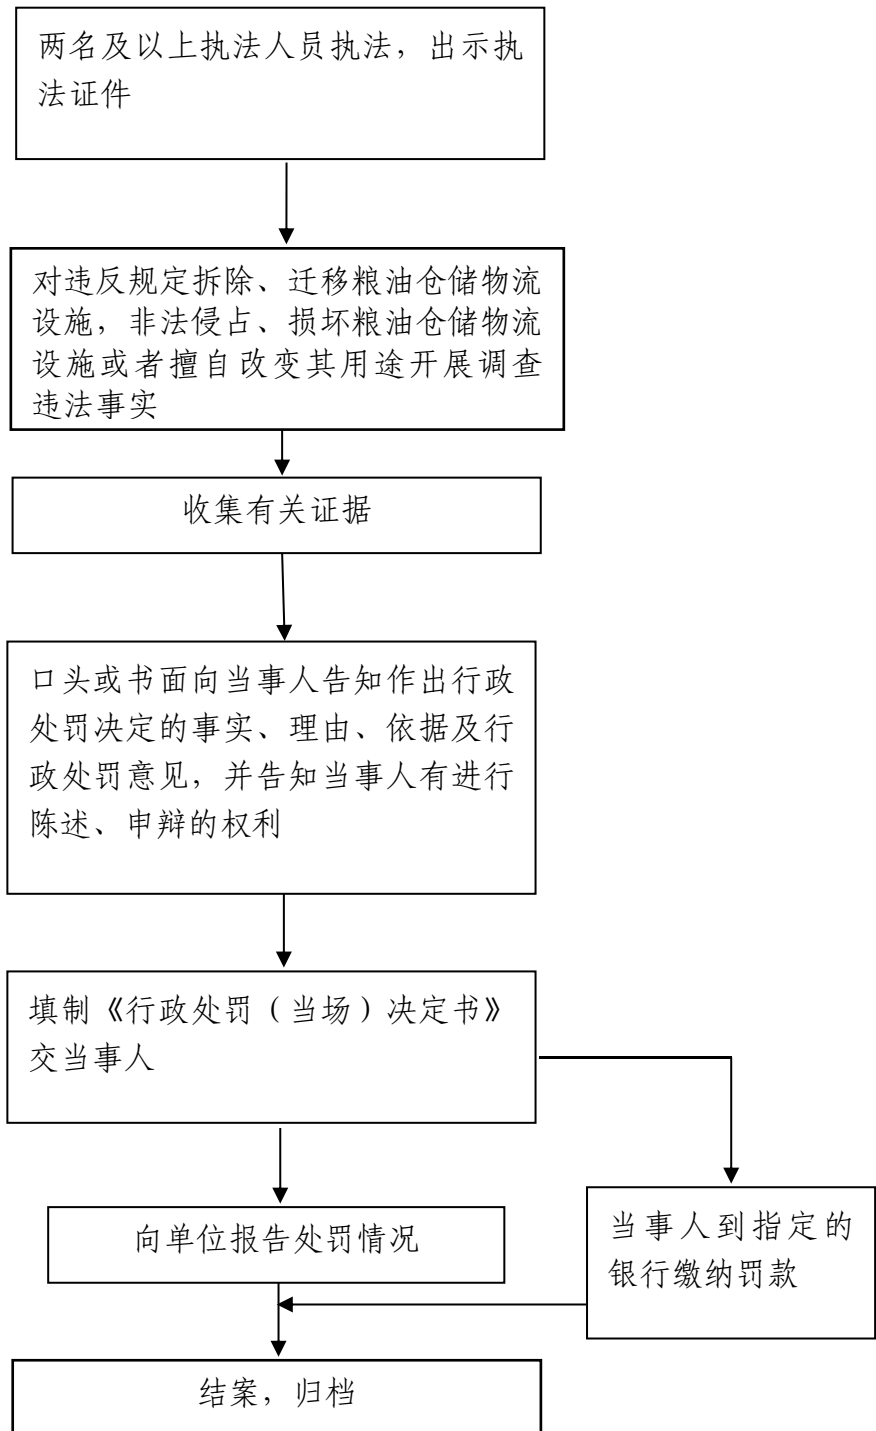 两名及以上执法人员执法，出示执
法证件
对违反规定拆除、迁移粮油仓储物流
设施，非法侵占、损坏粮油仓储物流
设施或者擅自改变其用途开展调查
违法事实
收集有关证据
口头或书面向当事人告知作出行政
处罚决定的事实、理由、依据及行
政处罚意见，并告知当事人有进行
陈述、申辩的权利
填制《行政处罚（当场）决定书》
交当事人
向单位报告处罚情况
当事人到指定的
银行缴纳罚款
结案，归档